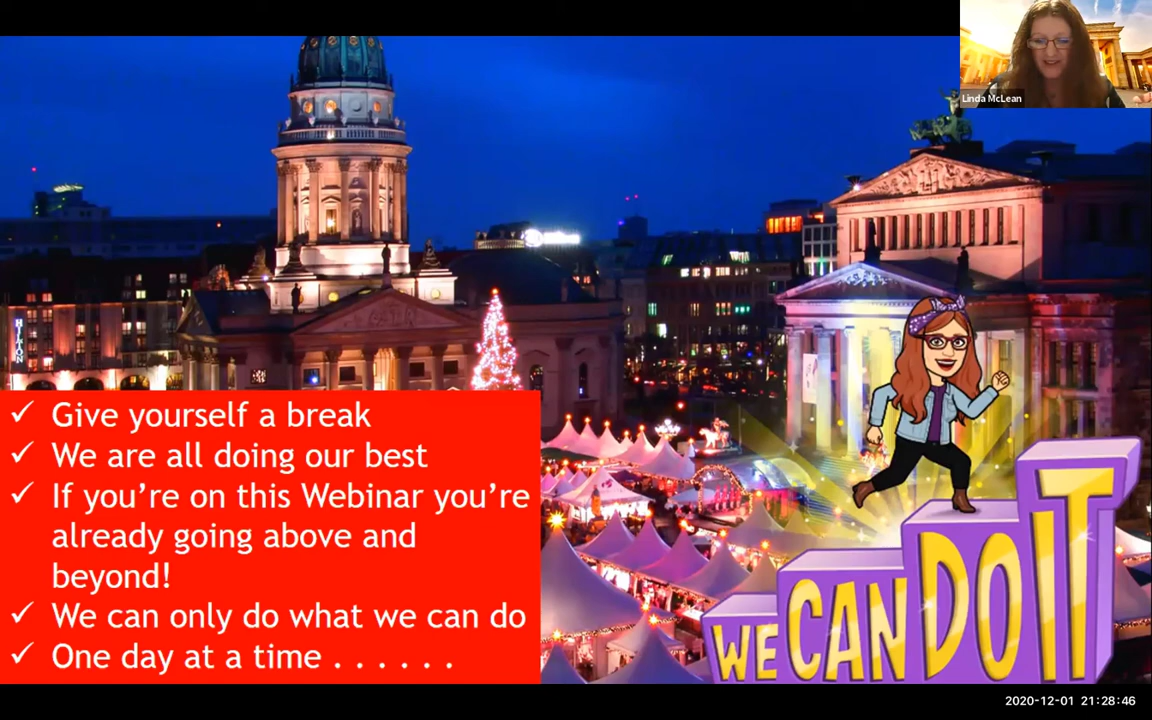 Linda McLean
HILTON
✓ Give yourself a break
✓ We are all doing our best
✓ If you're on this Webinar you're
already going above and
beyond!
✓ We can only do what we can do
✓ One day at a time . . . . . .
WE CAN DO IT
2020-12-01 21:28:46